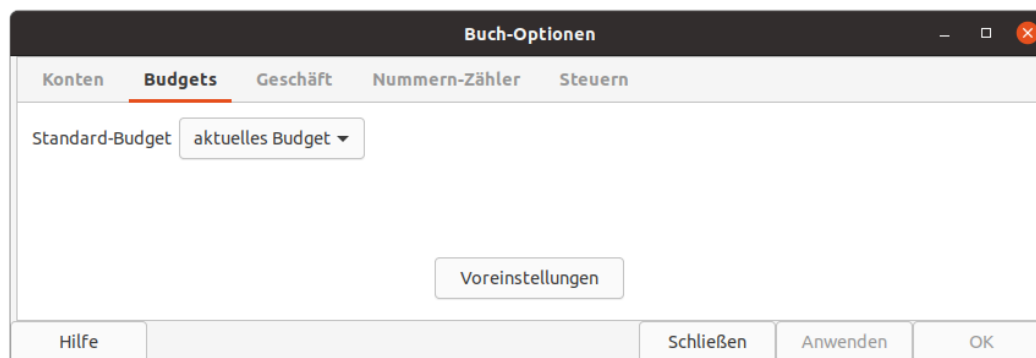 Buch-Optionen
Konten Budgets Geschäft Nummern-Zähler Steuern
Standard-Budget aktuelles Budget
Voreinstellungen
Hilfe Schließen Anwenden OK